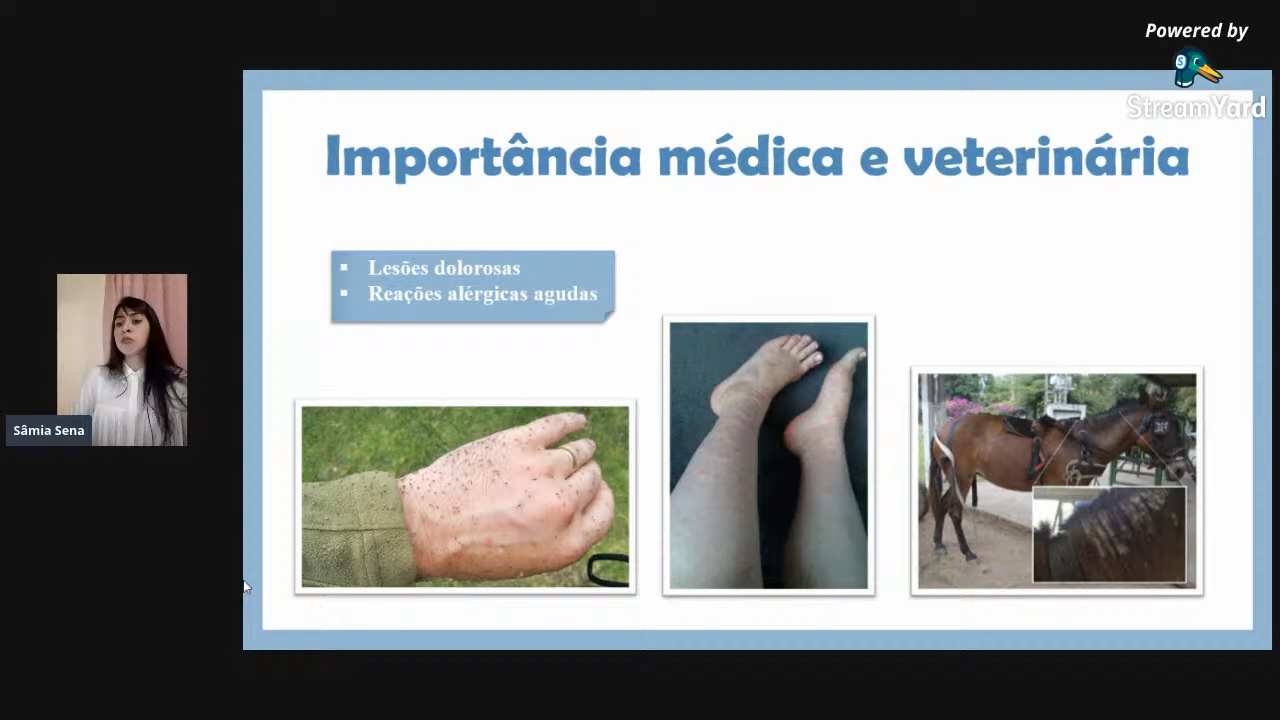 Powered by
StreamYard
Importância médica e veterinária
Lesões dolorosas
Reações alérgicas agudas
Sâmia Sena